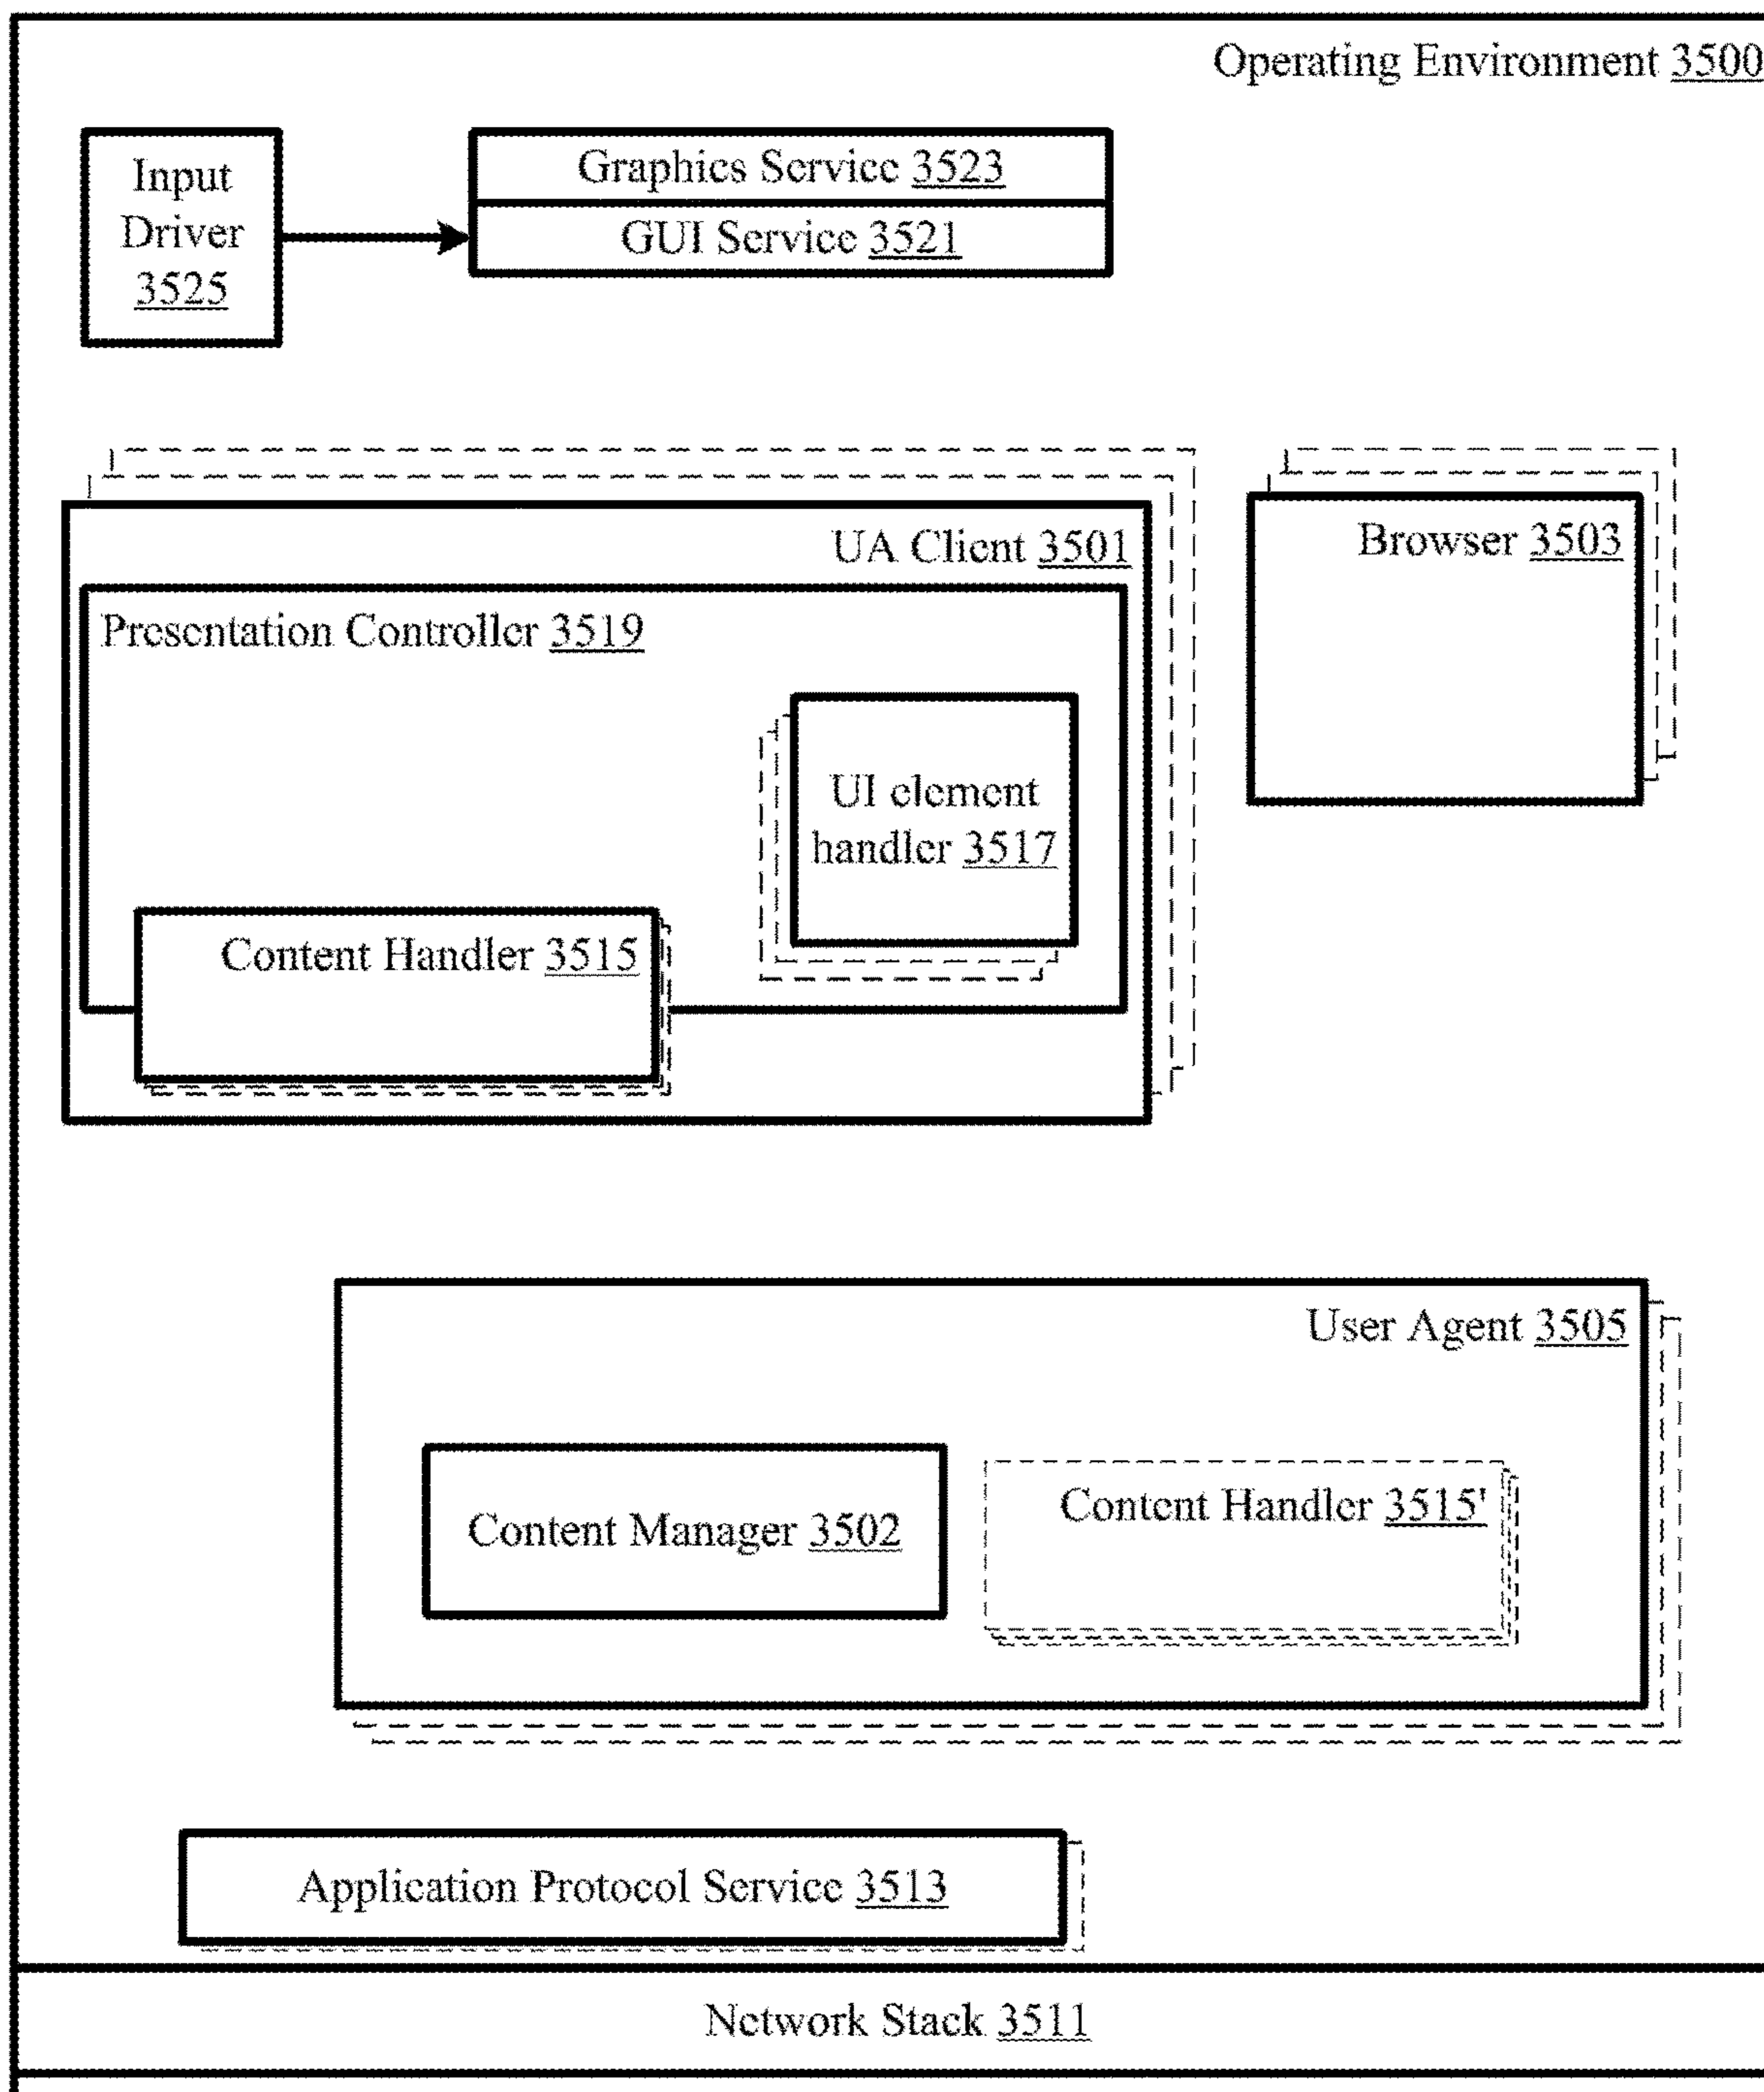 Operating Environment 3500
Input
Driver
3525
Graphics Service 3523
GUI Service 3521
UA Client 3501
Browser 3503
Presentation Controller 3519
UI element
handler 3517
Content Handler 3515
User Agent 3505
Content Manager 3502
Content Handler 3515'
Application Protocol Service 3513
Network Stack 3511